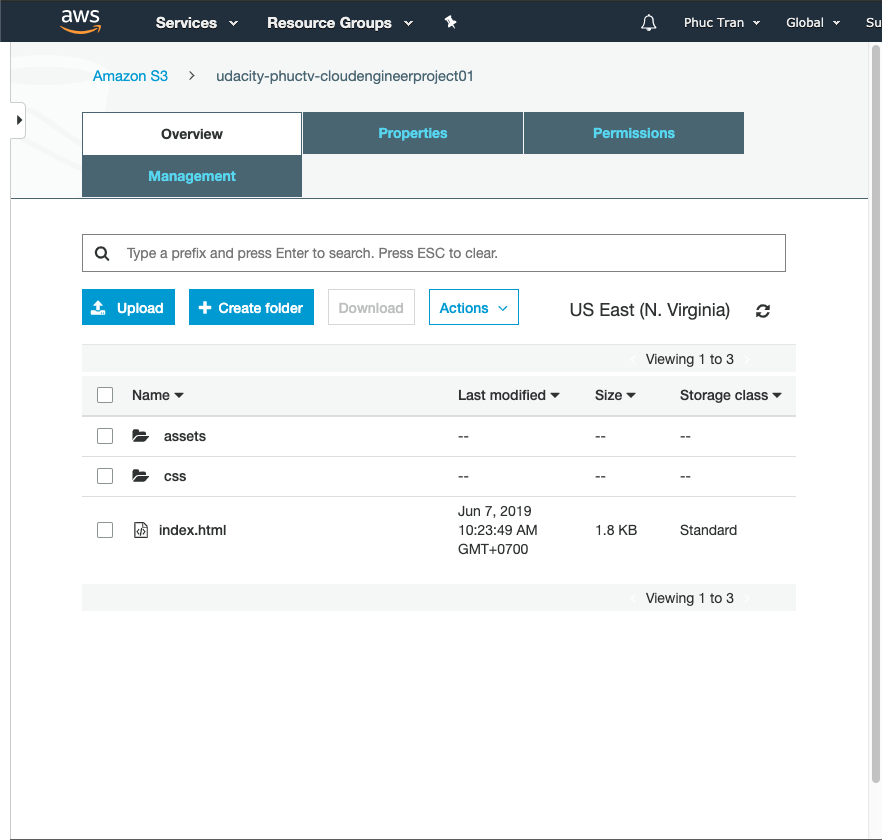 aws Services Resource Groups Phuc Tran Global Su
Amazon S3 > udacity-phuctv-cloudengineerproject01
Overview Properties Permissions
Management
Type a prefix and press Enter to search. Press ESC to clear.
Upload + Create folder Download Actions US East (N. Virginia)
Viewing 1 to 3
Name Last modified Size Storage class
assets -- -- --
css -- -- --
index.html Jun 7, 2019 10:23:49 AM GMT+0700 1.8 KB Standard
Viewing 1 to 3